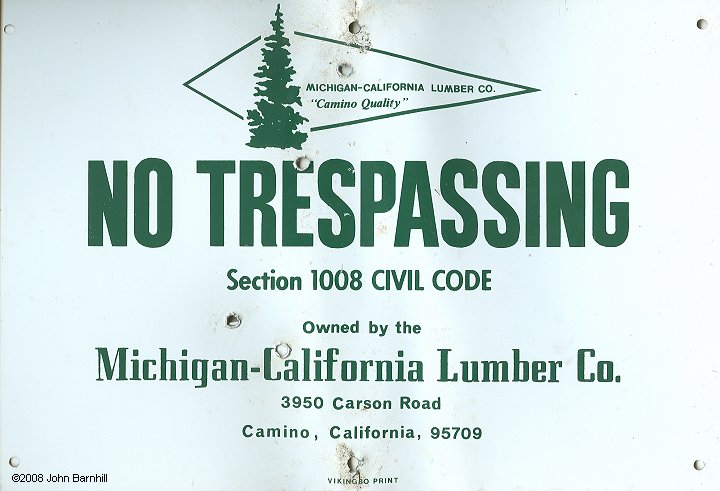 MICHIGAN-CALIFORNIA LUMBER CO.
"Camino Quality"
NO TRESPASSING
Section 1008 CIVIL CODE
Owned by the
Michigan-California Lumber Co.
3950 Carson Road
Camino, California, 95709
VIKINGBO PRINT
©2008 John Barnhill